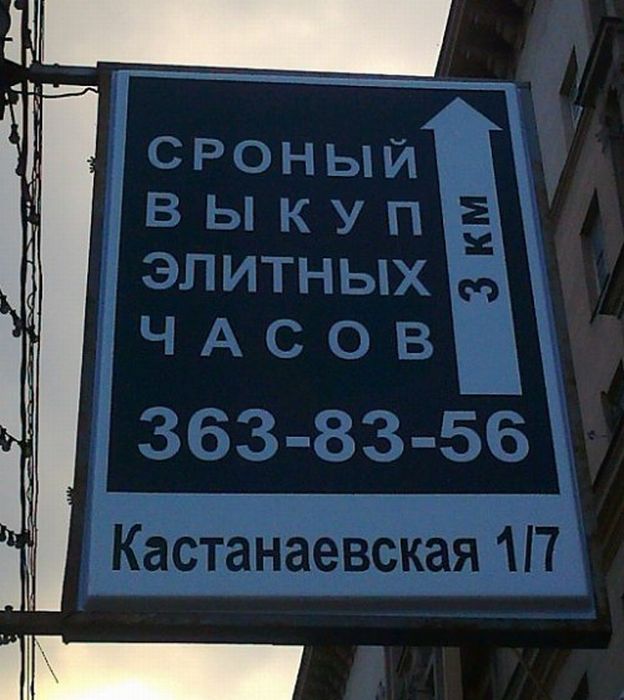 СРОНЫЙ
ВЫКУП
ЭЛИТНЫХ
ЧАСОВ
3 км
363-83-56
Кастанаевская 1/7